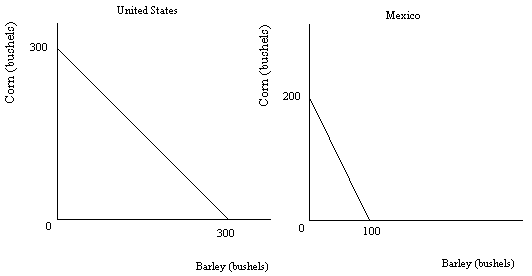 United States
Corn (bushels)
300
0
300
Barley (bushels)
Mexico
Corn (bushels)
200
0
100
Barley (bushels)